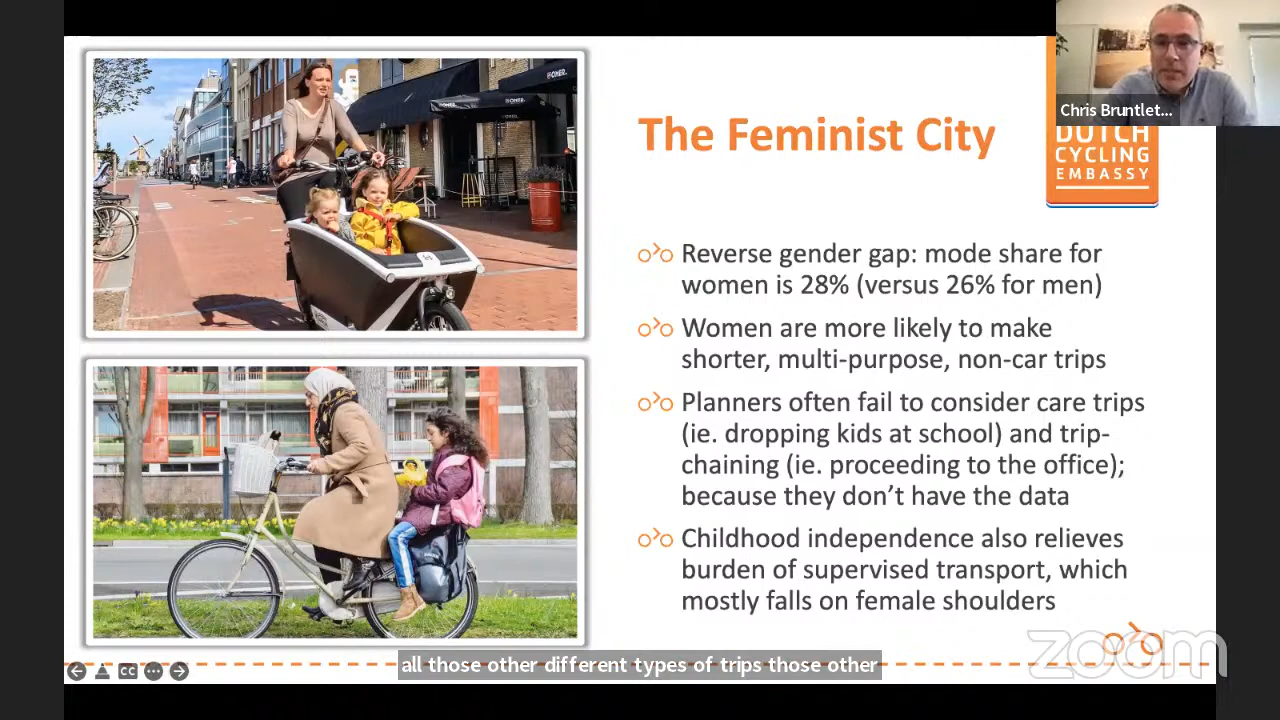 Chris Bruntlet...
DUTCH
CYCLING
EMBASSY
The Feminist City
Reverse gender gap: mode share for
women is 28% (versus 26% for men)
Women are more likely to make
shorter, multi-purpose, non-car trips
Planners often fail to consider care trips
(ie. dropping kids at school) and trip-
chaining (ie. proceeding to the office);
because they don’t have the data
Childhood independence also relieves
burden of supervised transport, which
mostly falls on female shoulders
zoom
CC
all those other different types of trips those other